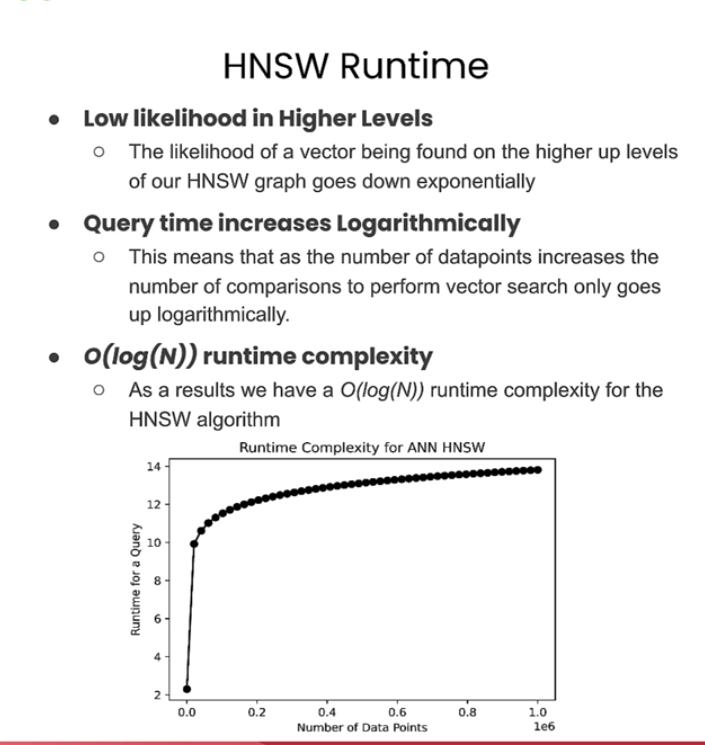 HNSW Runtime
● Low likelihood in Higher Levels
○ The likelihood of a vector being found on the higher up levels
of our HNSW graph goes down exponentially
● Query time increases Logarithmically
○ This means that as the number of datapoints increases the
number of comparisons to perform vector search only goes
up logarithmically.
● O(log(N)) runtime complexity
○ As a results we have a O(log(N)) runtime complexity for the
HNSW algorithm
Runtime Complexity for ANN HNSW
14
12
10
8
6
4
2
Runtime for a Query
0.0 0.2 0.4 0.6 0.8 1.0
1e6
Number of Data Points